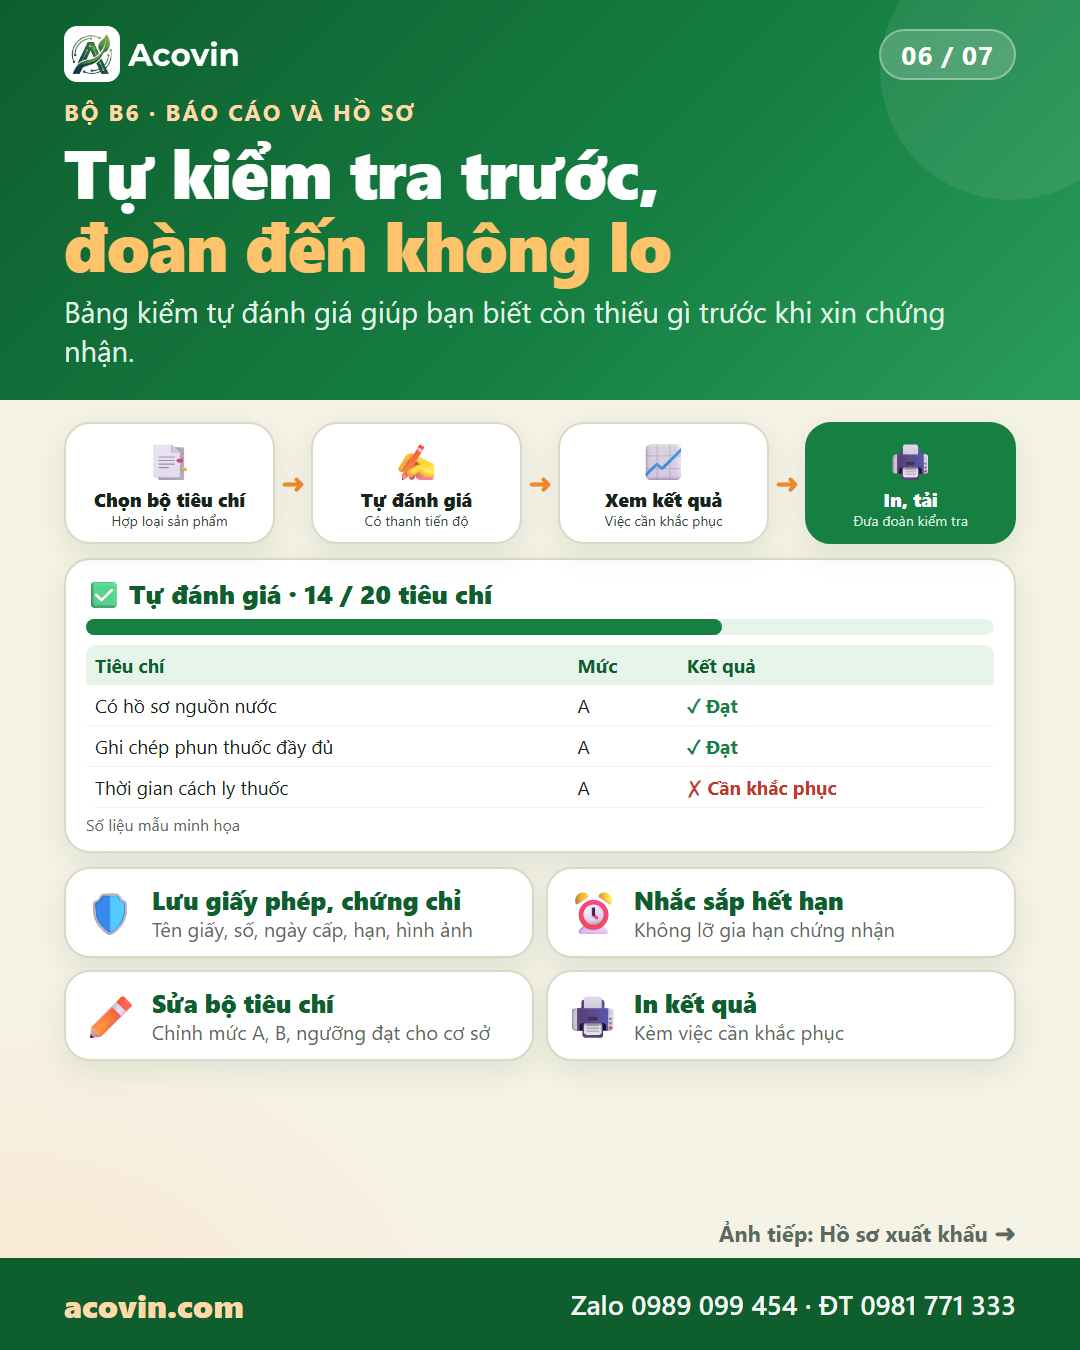 Acovin
06 / 07
BỘ B6 · BÁO CÁO VÀ HỒ SƠ
Tự kiểm tra trước,
đoàn đến không lo
Bảng kiểm tự đánh giá giúp bạn biết còn thiếu gì trước khi xin chứng
nhận.
Chọn bộ tiêu chí
Hợp loại sản phẩm
➜
Tự đánh giá
Có thanh tiến độ
➜
Xem kết quả
Việc cần khắc phục
➜
In, tải
Đưa đoàn kiểm tra
✅ Tự đánh giá · 14 / 20 tiêu chí
Tiêu chí Mức Kết quả
Có hồ sơ nguồn nước A ✓ Đạt
Ghi chép phun thuốc đầy đủ A ✓ Đạt
Thời gian cách ly thuốc A ✗ Cần khắc phục
Số liệu mẫu minh họa
Lưu giấy phép, chứng chỉ
Tên giấy, số, ngày cấp, hạn, hình ảnh
Nhắc sắp hết hạn
Không lỡ gia hạn chứng nhận
Sửa bộ tiêu chí
Chỉnh mức A, B, ngưỡng đạt cho cơ sở
In kết quả
Kèm việc cần khắc phục
Ảnh tiếp: Hồ sơ xuất khẩu ➜
acovin.com
Zalo 0989 099 454 · ĐT 0981 771 333